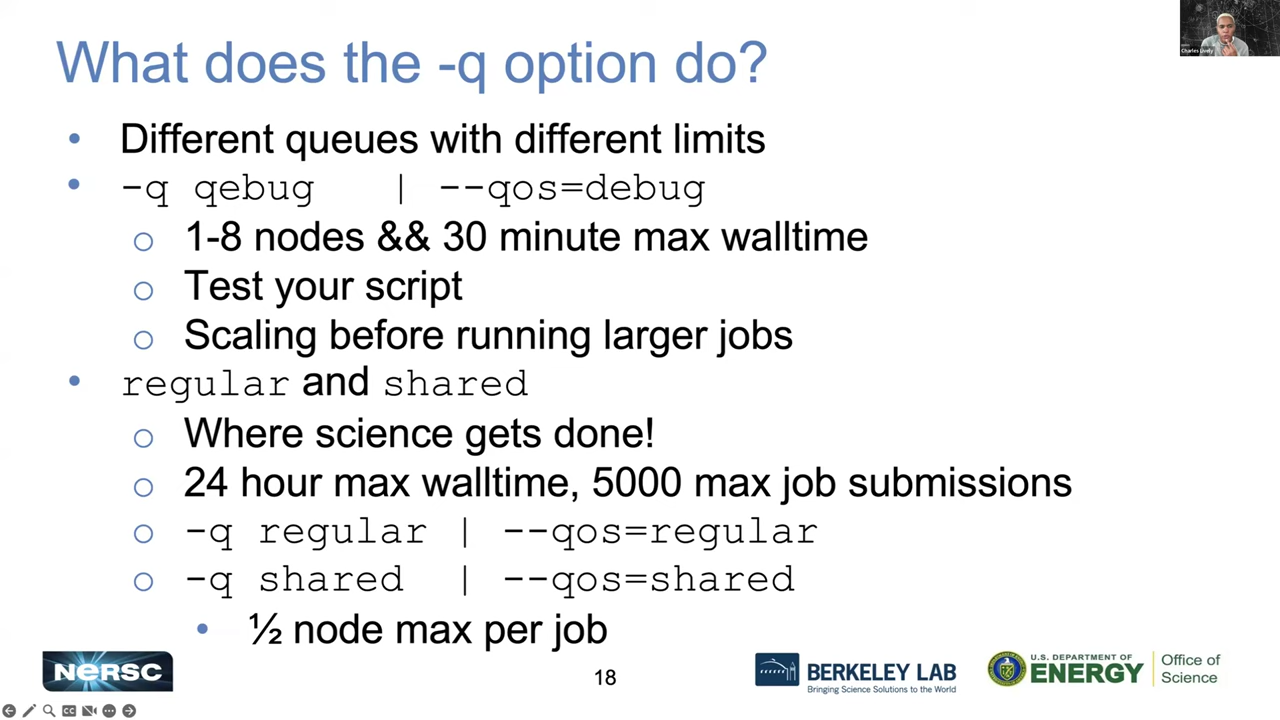 What does the -q option do?
Charles Lively
• Different queues with different limits
• -q qebug | --qos=debug
o 1-8 nodes && 30 minute max walltime
o Test your script
o Scaling before running larger jobs
• regular and shared
o Where science gets done!
o 24 hour max walltime, 5000 max job submissions
o -q regular | --qos=regular
o -q shared | --qos=shared
• ½ node max per job
NERSC
18
BERKELEY LAB
Bringing Science Solutions to the World
U.S. DEPARTMENT OF
ENERGY
Office of
Science